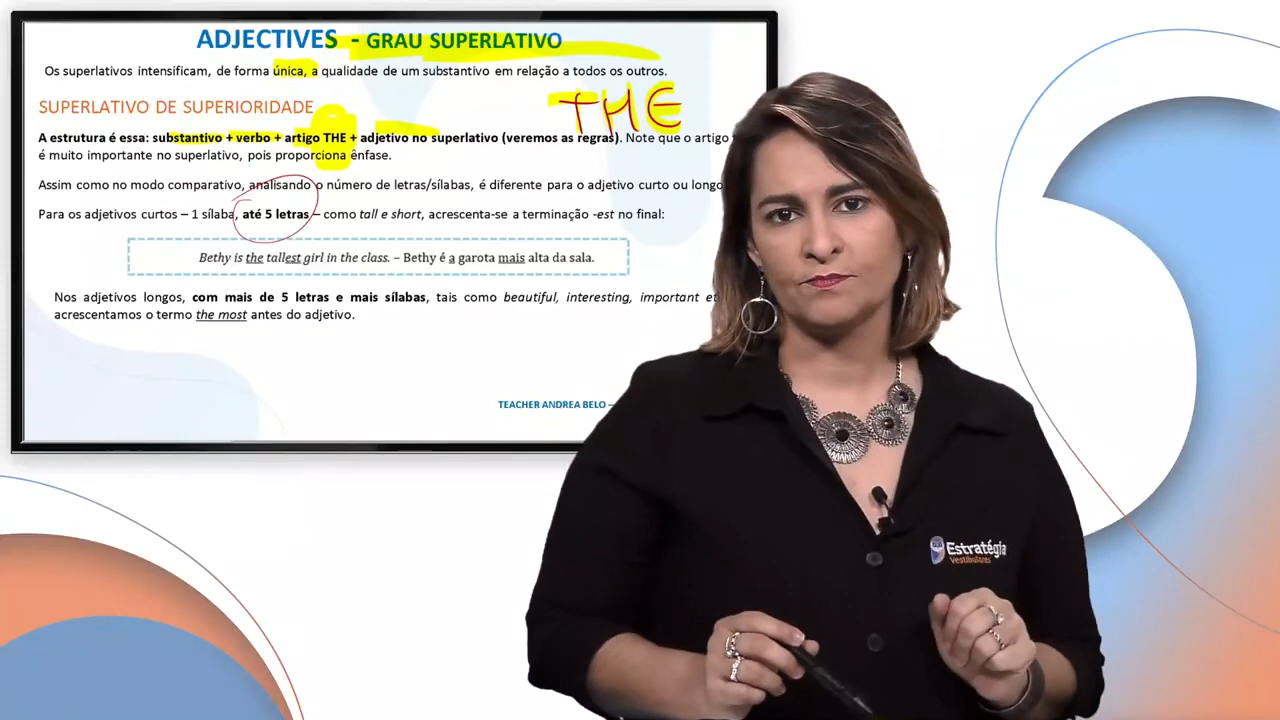 ADJECTIVES - GRAU SUPERLATIVO
Os superlativos intensificam, de forma única, a qualidade de um substantivo em relação a todos os outros.
SUPERLATIVO DE SUPERIORIDADE
THE
A estrutura é essa: substantivo + verbo + artigo THE + adjetivo no superlativo (veremos as regras). Note que o artigo
é muito importante no superlativo, pois proporciona ênfase.
Assim como no modo comparativo, analisando o número de letras/sílabas, é diferente para o adjetivo curto ou longo
Para os adjetivos curtos – 1 sílaba, até 5 letras – como tall e short, acrescenta-se a terminação -est no final:
Bethy is the tallest girl in the class. – Bethy é a garota mais alta da sala.
Nos adjetivos longos, com mais de 5 letras e mais sílabas, tais como beautiful, interesting, important
acrescentamos o termo the most antes do adjetivo.
TEACHER ANDREA BELO –
Estratégia
Vestibulares